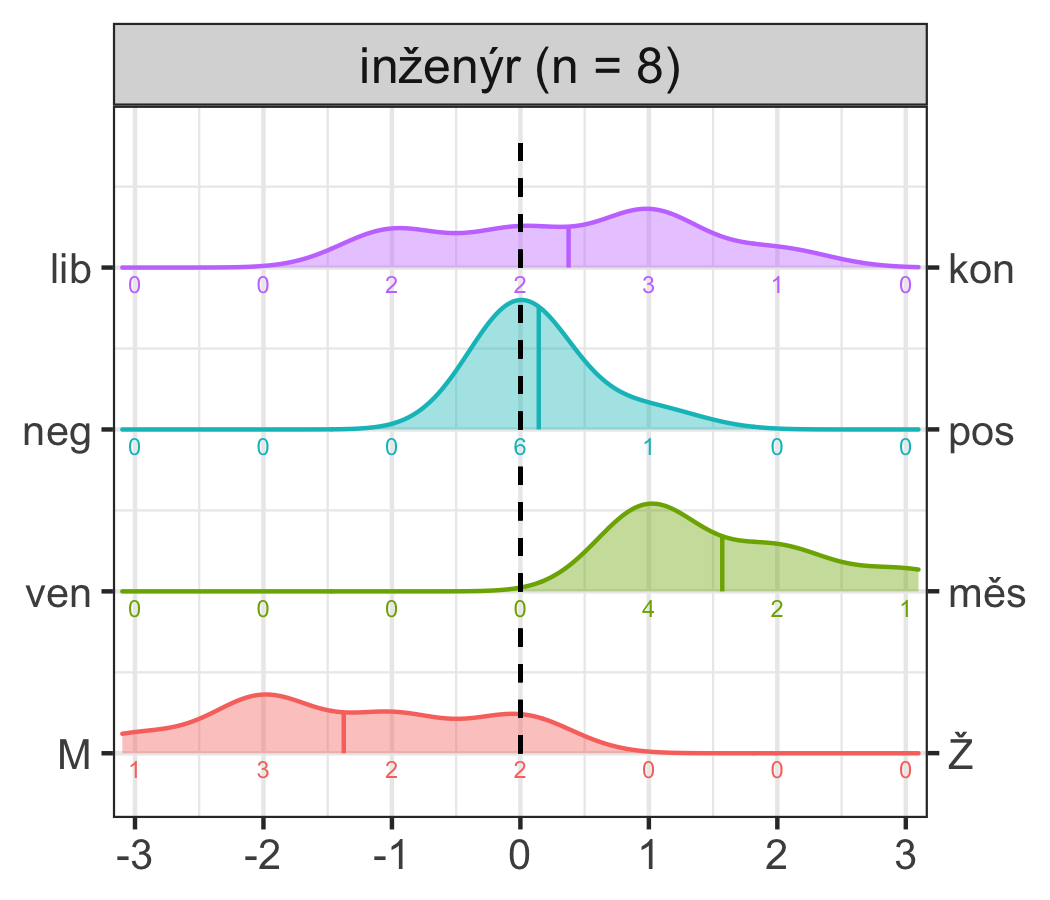 inženýr (n = 8)
lib kon
0 0 2 2 3 1 0
neg pos
0 0 0 6 1 0 0
ven měs
0 0 0 0 4 2 1
M Ž
1 3 2 2 0 0 0
-3 -2 -1 0 1 2 3